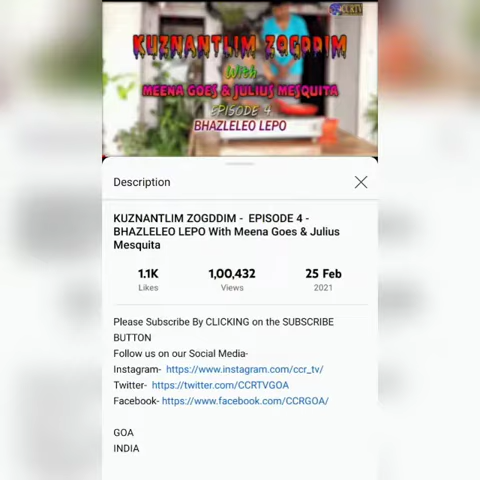 KUZNANTLIM ZOGDDIM
With
MEENA GOES & JULIUS MESQUITA
EPISODE 4
BHAZLELEO LEPO
Description
KUZNANTLIM ZOGDDIM - EPISODE 4 -
BHAZLELEO LEPO With Meena Goes & Julius
Mesquita
1.1K 1,00,432 25 Feb
Likes Views 2021
Please Subscribe By CLICKING on the SUBSCRIBE
BUTTON
Follow us on our Social Media-
Instagram- https://www.instagram.com/ccr_tv/
Twitter- https://twitter.com/CCRTVGOA
Facebook- https://www.facebook.com/CCRGOA/
GOA
INDIA